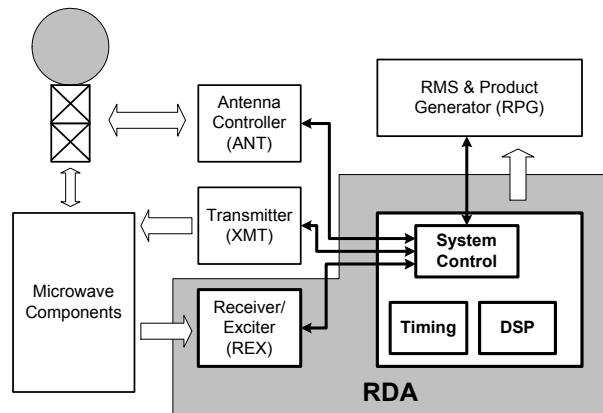 Antenna
Controller
(ANT)
RMS & Product
Generator (RPG)
Transmitter
(XMT)
System
Control
Microwave
Components
Receiver/
Exciter
(REX)
Timing
DSP
RDA